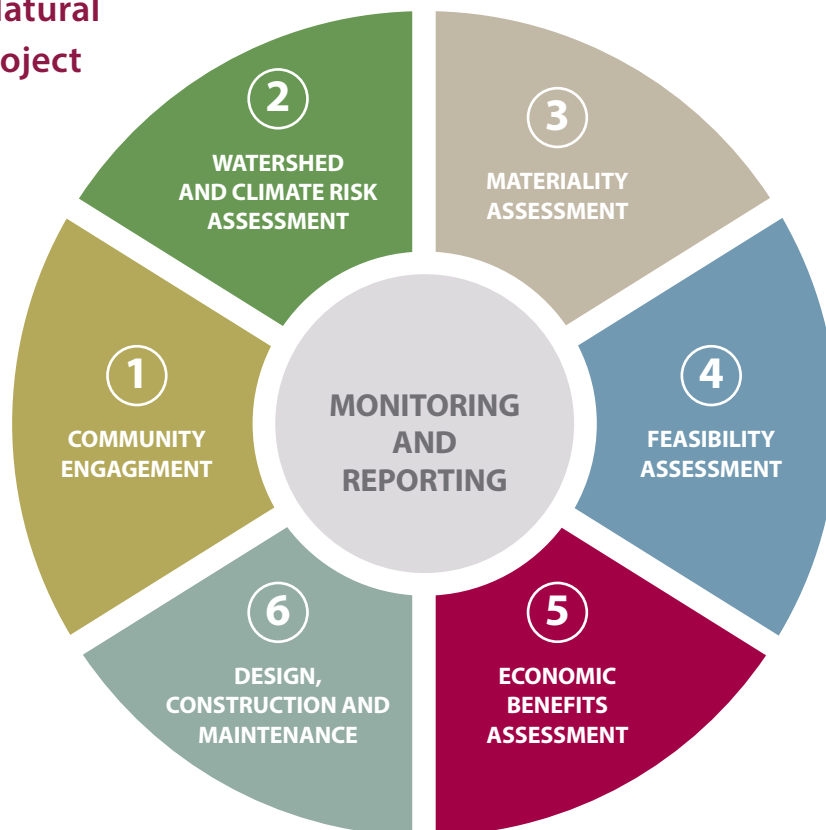 oject
2
WATERSHED
AND CLIMATE RISK
ASSESSMENT
3
MATERIALITY
ASSESSMENT
1
COMMUNITY
ENGAGEMENT
MONITORING
AND
REPORTING
4
FEASIBILITY
ASSESSMENT
6
DESIGN,
CONSTRUCTION AND
MAINTENANCE
5
ECONOMIC
BENEFITS
ASSESSMENT